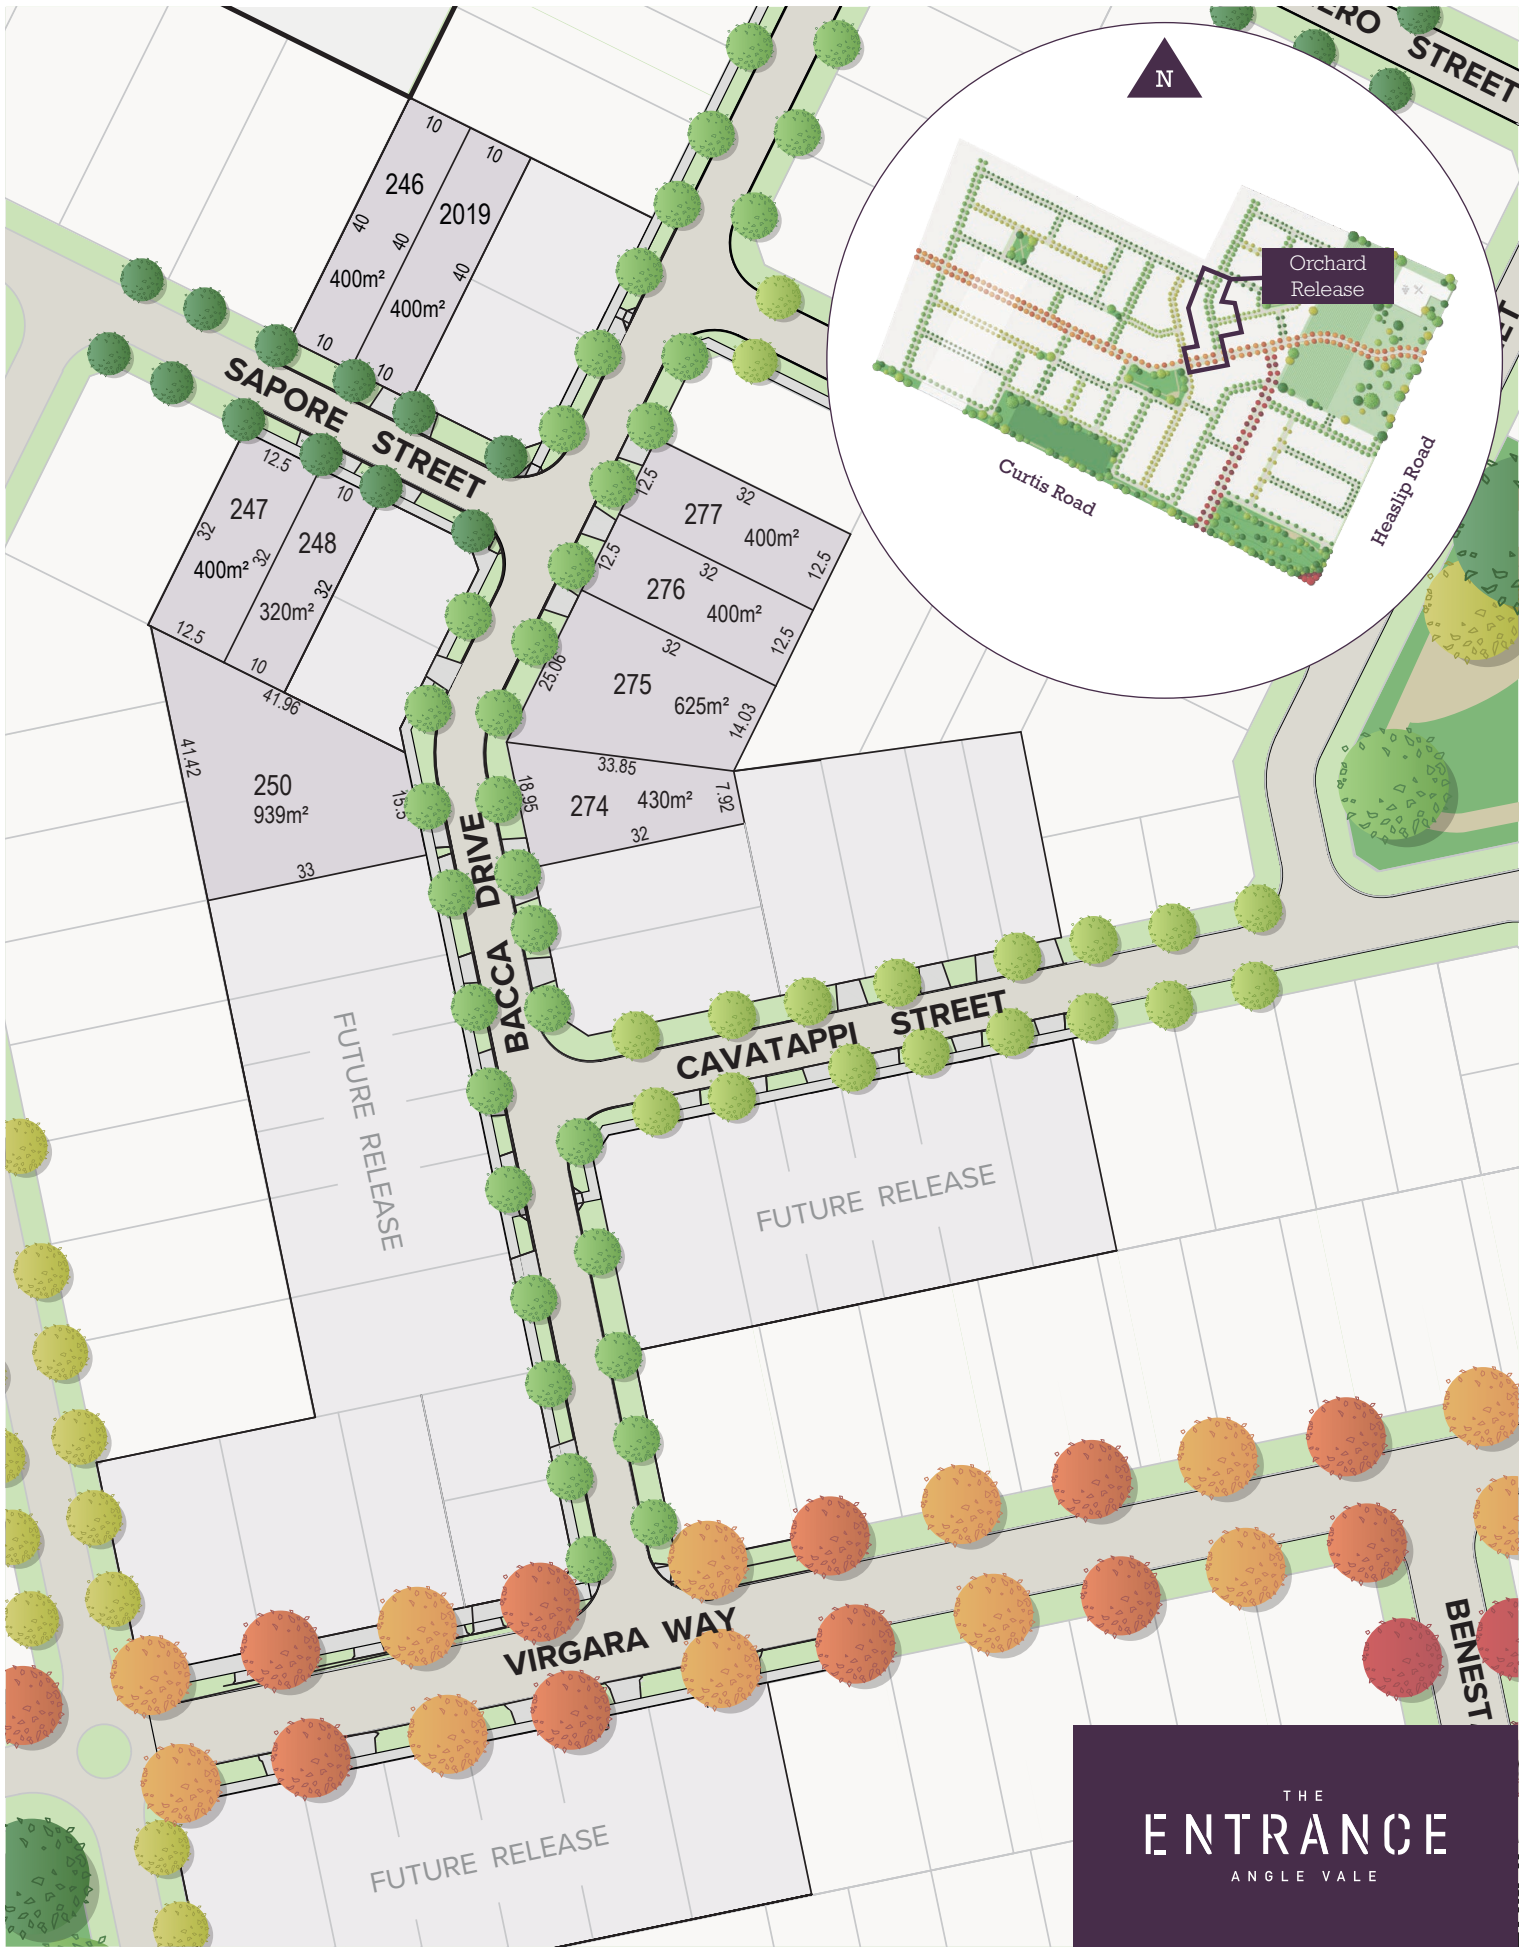 ERO STREET
N
Orchard
Release
Curtis Road
Heaslip Road
10
10
246
2019
40
40
40
400m²
400m²
10
10
SAPORE STREET
12.5
10
247
248
32
32
32
400m²
320m²
12.5
10
41.96
41.42
250
939m²
15.5
33
12.5
32
277
400m²
12.5
12.5
32
276
400m²
12.5
32
25.06
275
625m²
14.03
33.85
18.95
274
430m²
7.92
32
BACCA DRIVE
CAVATAPPI STREET
FUTURE RELEASE
FUTURE RELEASE
VIRGARA WAY
BENEST
FUTURE RELEASE
THE
ENTRANCE
ANGLE VALE